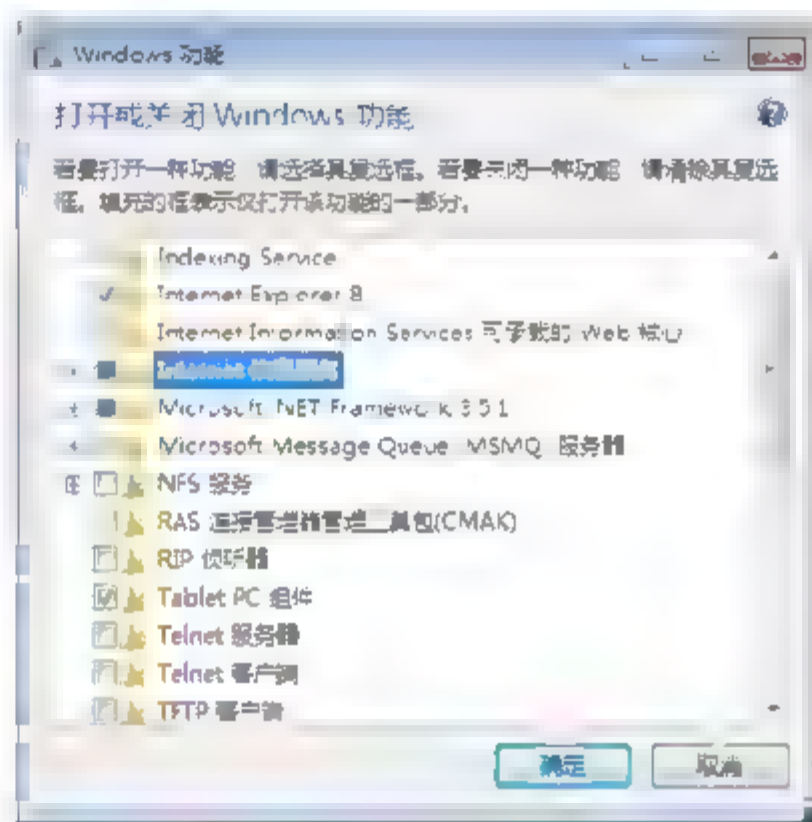 Windows 功能
打开或关闭 Windows 功能
若要打开一种功能，请选择其复选框。若要关闭一种功能，请清除其复选
框。填充的框表示仅打开该功能的一部分。
Indexing Service
Internet Explorer 8
Internet Information Services 可承载的 Web 核心
Internet
Microsoft .NET Framework 3.5.1
Microsoft Message Queue (MSMQ) 服务器
NFS 服务
RAS 连接管理器管理工具包(CMAK)
RIP 侦听器
Tablet PC 组件
Telnet 服务器
Telnet 客户端
TFTP 客户端
确定
取消